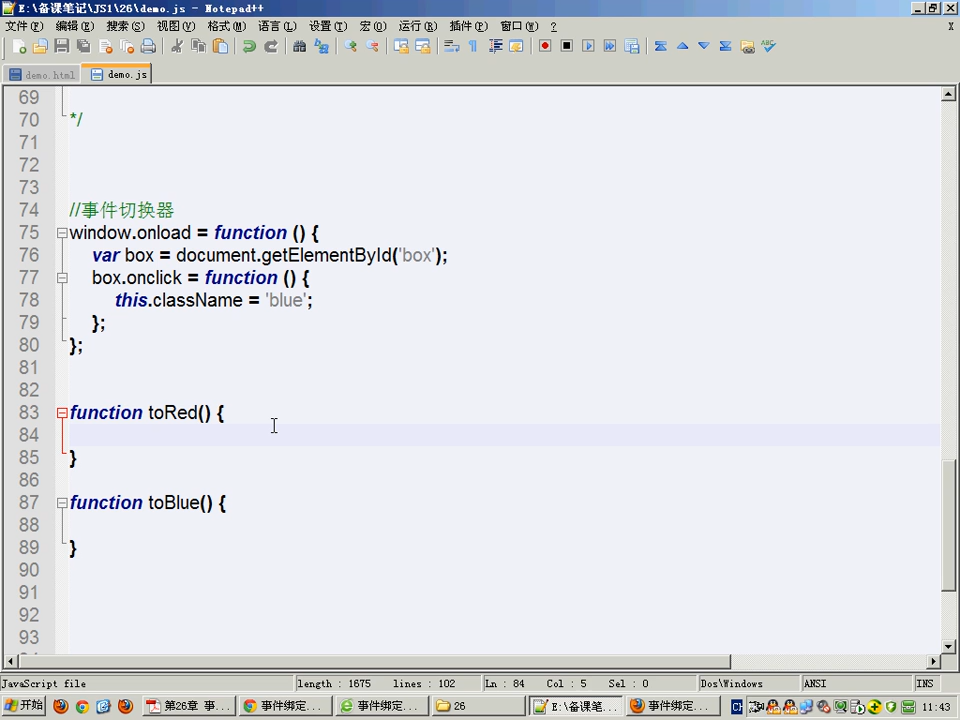 E:\备课笔记\JS1\26\demo.js - Notepad++
文件(F) 编辑(E) 搜索(S) 视图(V) 格式(M) 语言(L) 设置(T) 宏(O) 运行(R) 插件(P) 窗口(W) ? X
demo.html demo.js
69
70 */
71
72
73
74 //事件切换器
75 window.onload = function () {
76 var box = document.getElementById('box');
77 box.onclick = function () {
78 this.className = 'blue';
79 };
80 };
81
82
83 function toRed() {
84
85 }
86
87 function toBlue() {
88
89 }
90
91
92
93
JavaScript file length : 1675 lines : 102 Ln : 84 Col : 5 Sel : 0 Dos\Windows ANSI INS
开始 第26章 事... 事件绑定... 事件绑定... 26 E:\备课笔... 事件绑定... CH 11:43